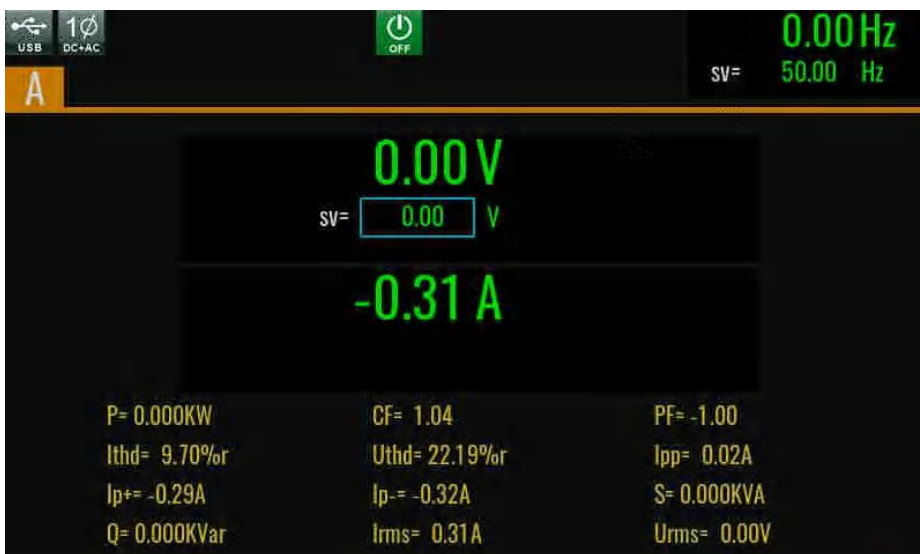 USB 1Ø DC+AC OFF 0.00 Hz
sv= 50.00 Hz
A
0.00 V
sv= 0.00 V
-0.31 A
P= 0.000KW CF= 1.04 PF= -1.00
Ithd= 9.70%r Uthd= 22.19%r Ipp= 0.02A
Ip+= -0.29A Ip-= -0.32A S= 0.000KVA
Q= 0.000KVar Irms= 0.31A Urms= 0.00V